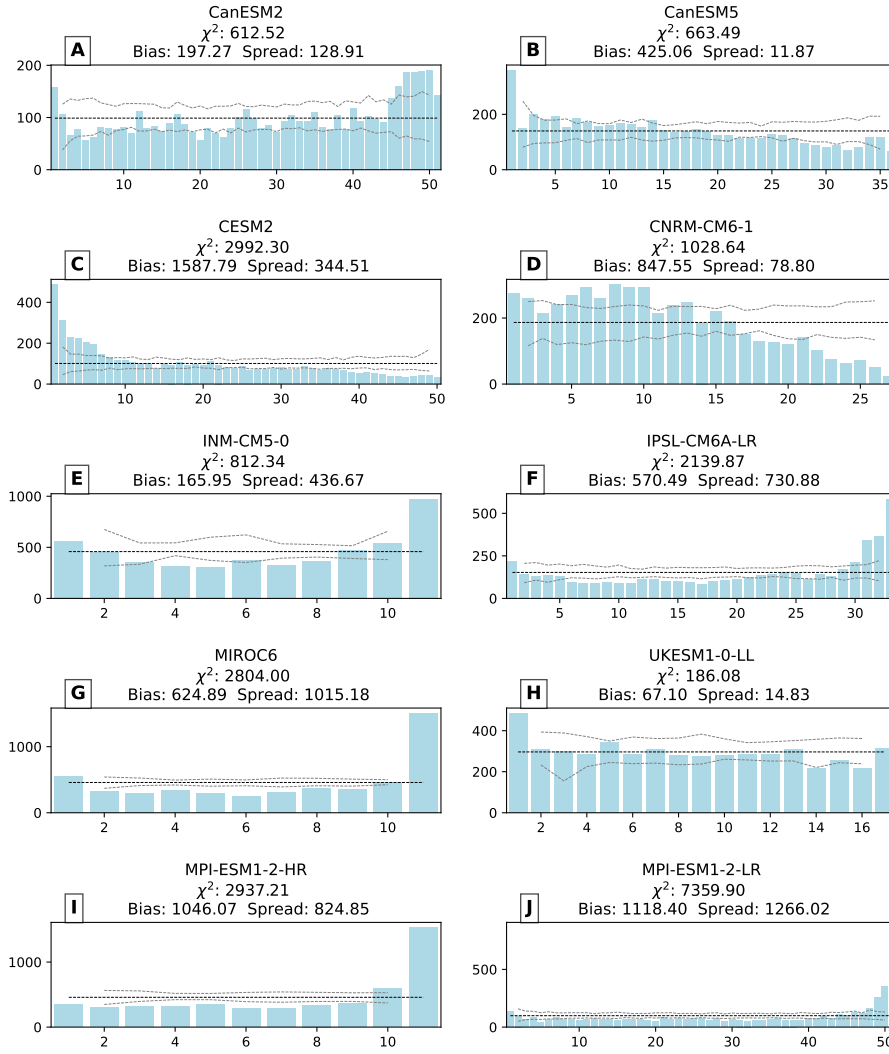 CanESM2
χ²: 612.52
A Bias: 197.27 Spread: 128.91
200
100
0
10 20 30 40 50
CanESM5
χ²: 663.49
B Bias: 425.06 Spread: 11.87
200
0
5 10 15 20 25 30 35
CESM2
χ²: 2992.30
C Bias: 1587.79 Spread: 344.51
400
200
0
10 20 30 40 50
CNRM-CM6-1
χ²: 1028.64
D Bias: 847.55 Spread: 78.80
200
0
5 10 15 20 25
INM-CM5-0
χ²: 812.34
E Bias: 165.95 Spread: 436.67
1000
500
0
2 4 6 8 10
IPSL-CM6A-LR
χ²: 2139.87
F Bias: 570.49 Spread: 730.88
500
250
0
5 10 15 20 25 30
MIROC6
χ²: 2804.00
G Bias: 624.89 Spread: 1015.18
1000
0
2 4 6 8 10
UKESM1-0-LL
χ²: 186.08
H Bias: 67.10 Spread: 14.83
400
200
0
2 4 6 8 10 12 14 16
MPI-ESM1-2-HR
χ²: 2937.21
I Bias: 1046.07 Spread: 824.85
1000
0
2 4 6 8 10
MPI-ESM1-2-LR
χ²: 7359.90
J Bias: 1118.40 Spread: 1266.02
500
0
10 20 30 40 50